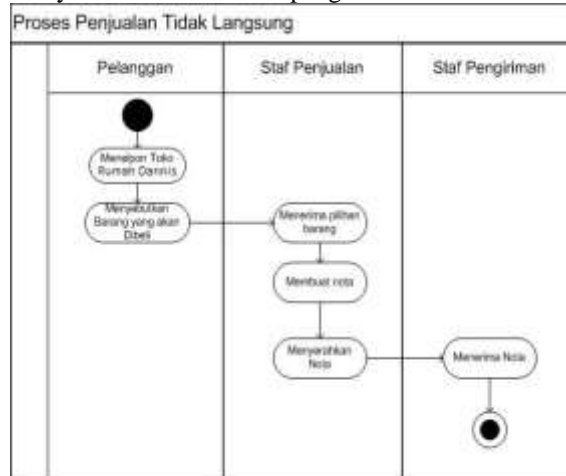 Proses Penjualan Tidak Langsung
Pelanggan
Staf Penjualan
Staf Pengiriman
Menelpon Toko
Rumah Dannis
Menyebutkan
Barang yang akan
Dibeli
Menerima pilihan
barang
Membuat nota
Menyerahkan
Nota
Menerima Nota